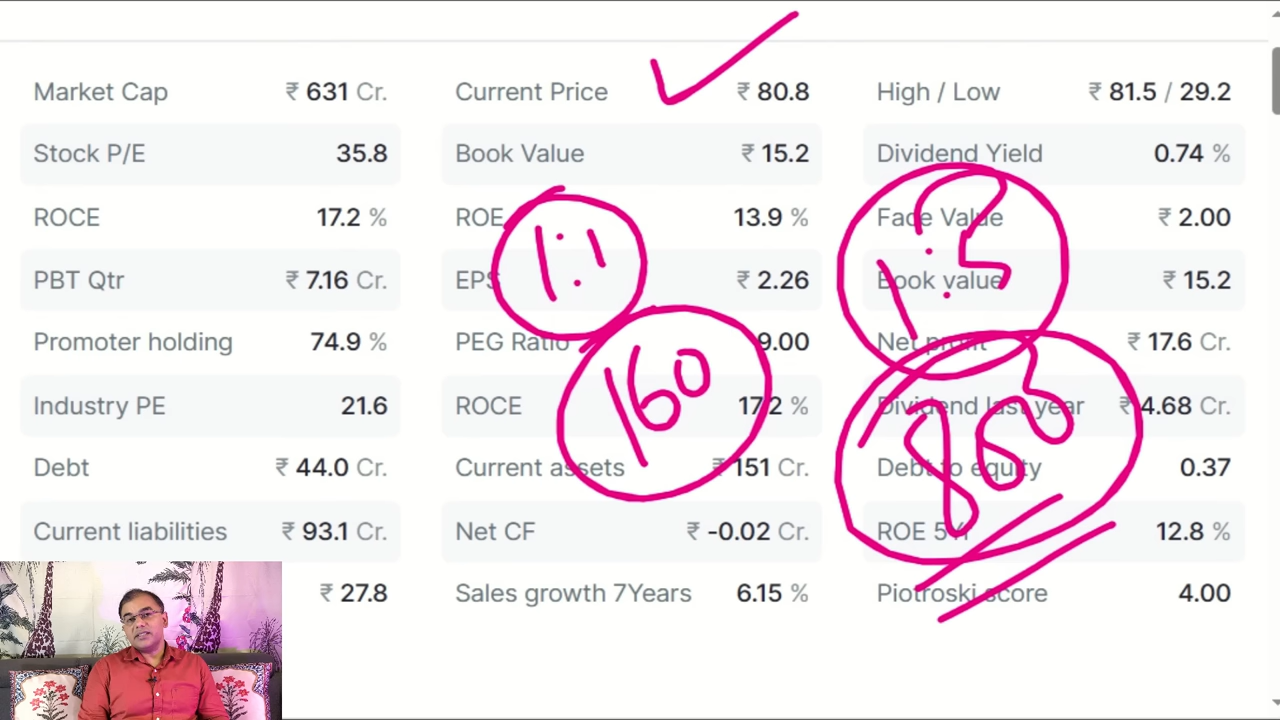 Market Cap ₹ 631 Cr. Current Price ₹ 80.8 High / Low ₹ 81.5 / 29.2
Stock P/E 35.8 Book Value ₹ 15.2 Dividend Yield 0.74 %
ROCE 17.2 % ROE 13.9 % Face Value ₹ 2.00
1:1
PBT Qtr ₹ 7.16 Cr. EPS ₹ 2.26 Book value ₹ 15.2
Promoter holding 74.9 % PEG Ratio 9.00 Net profit ₹ 17.6 Cr.
160
Industry PE 21.6 ROCE 17.2 % Dividend last year ₹ 4.68 Cr.
Debt ₹ 44.0 Cr. Current assets ₹ 151 Cr. Debt to equity 0.37
Current liabilities ₹ 93.1 Cr. Net CF ₹ -0.02 Cr. ROE 5Y 12.8 %
₹ 27.8 Sales growth 7Years 6.15 % Piotroski score 4.00